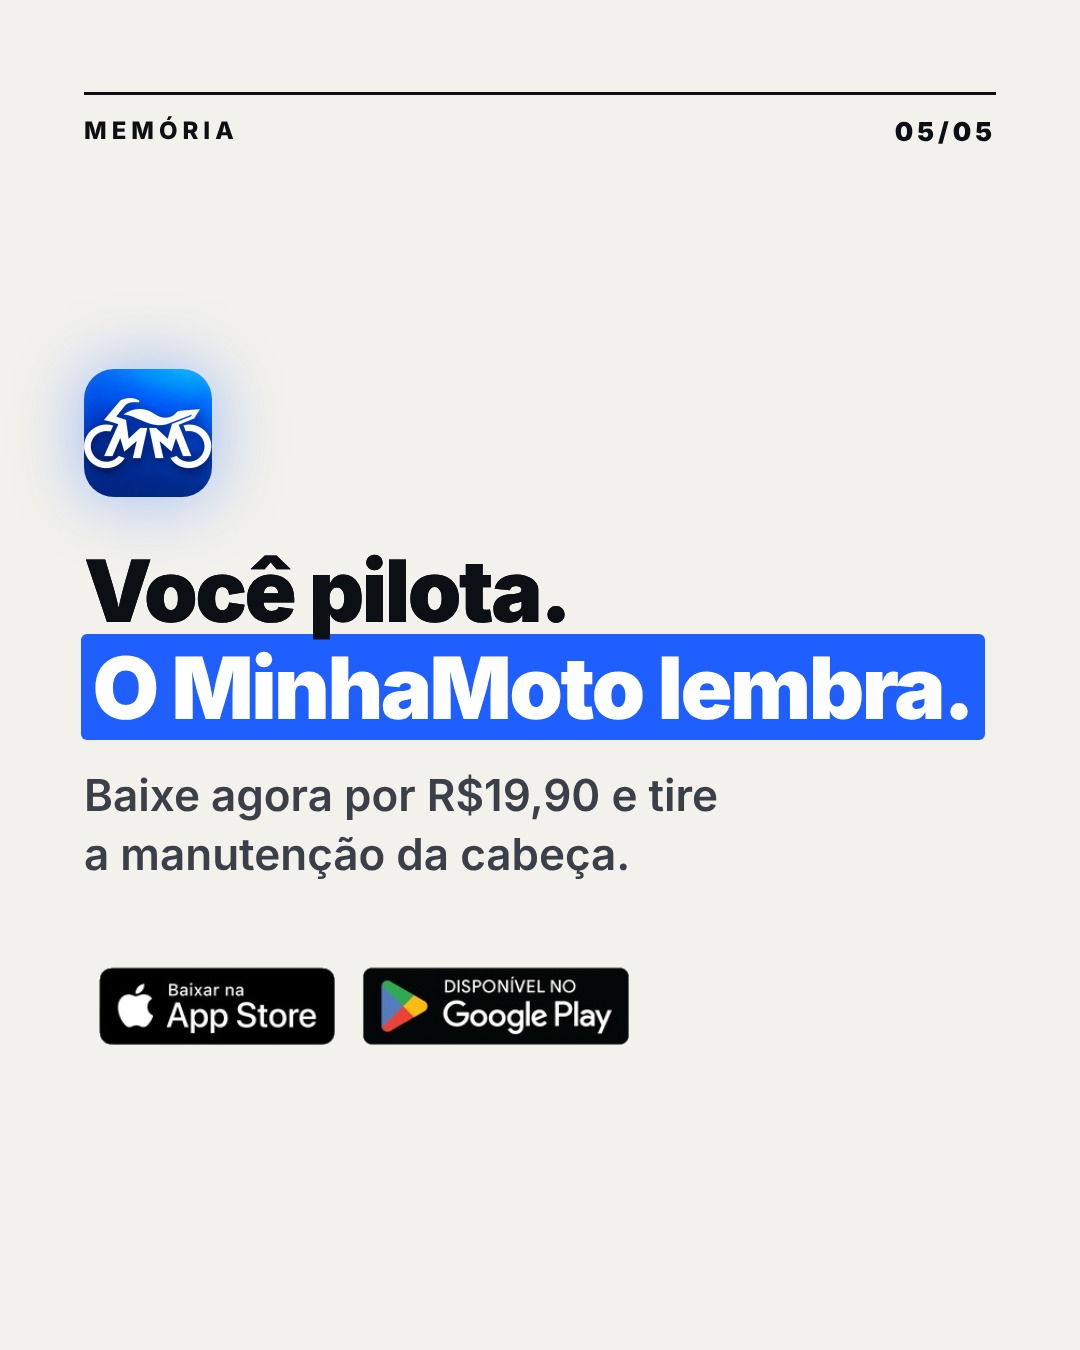 MEMÓRIA
05/05
MM
Você pilota.
O MinhaMoto lembra.
Baixe agora por R$19,90 e tire
a manutenção da cabeça.
Baixar na
App Store
DISPONÍVEL NO
Google Play